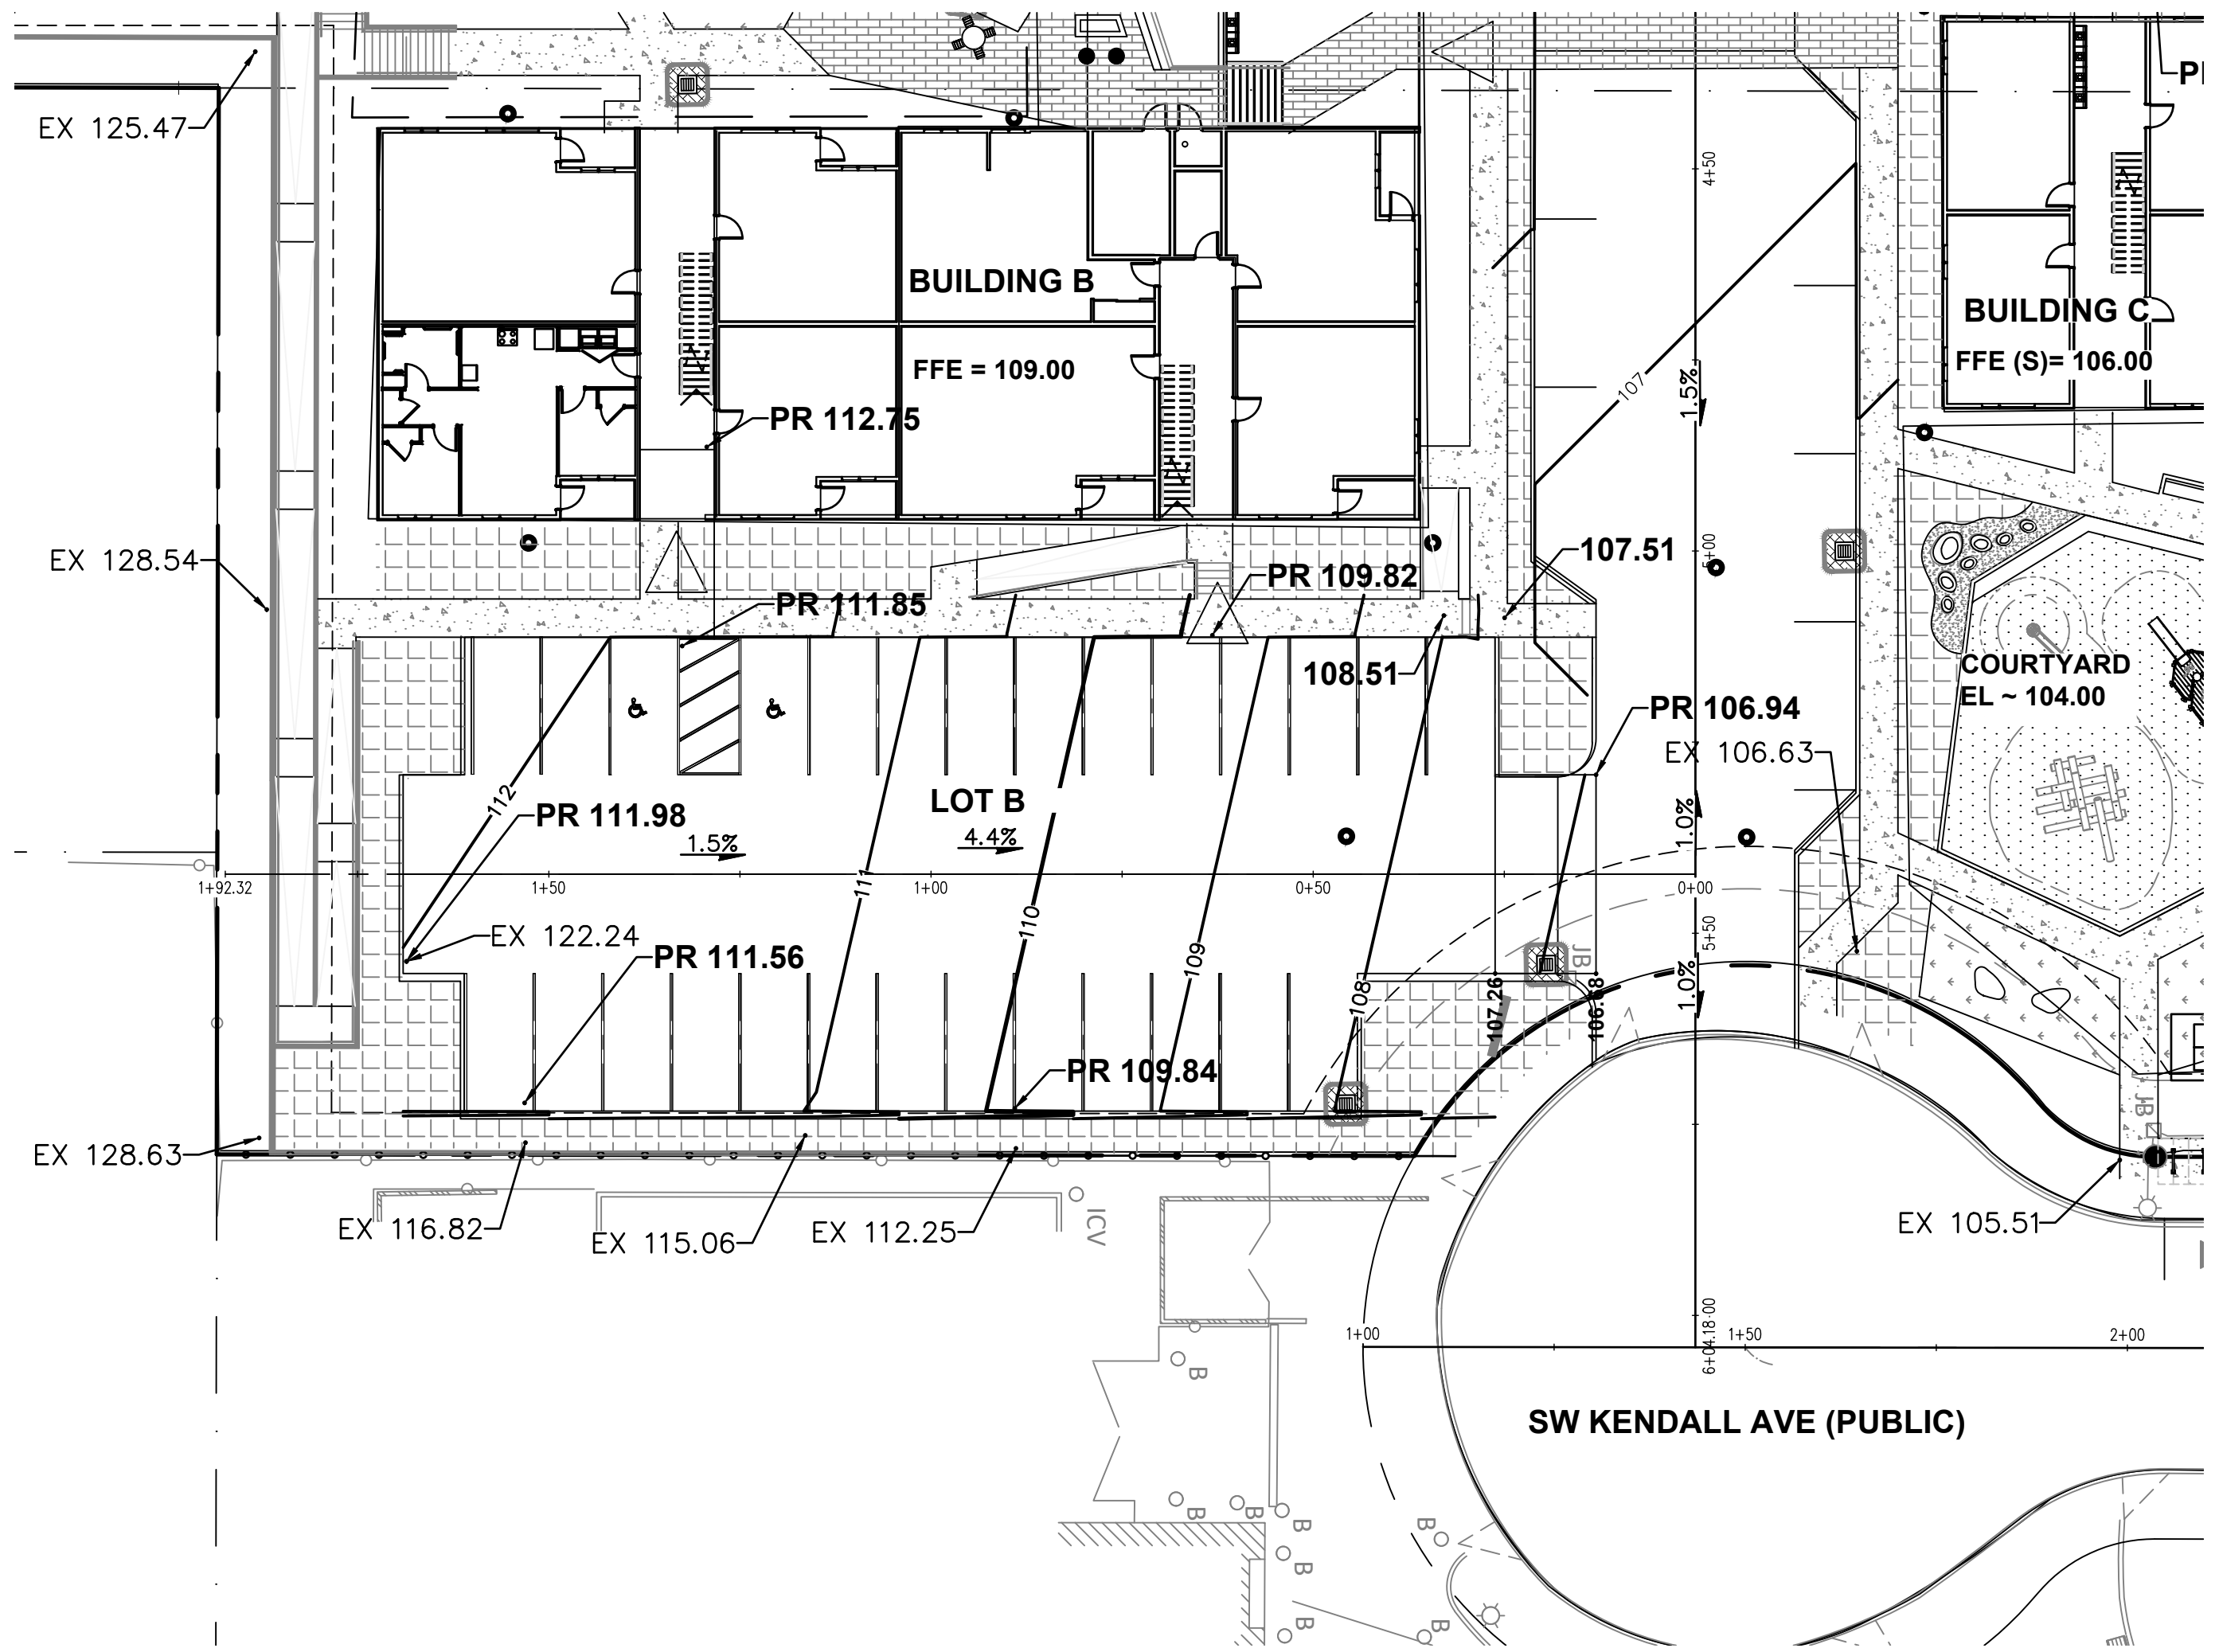 P
EX 125.47
4+50
BUILDING B
BUILDING C
FFE = 109.00
FFE (S)= 106.00
107
1.5%
PR 112.75
EX 128.54
107.51
5+00
PR 109.82
PR 111.85
108.51
COURTYARD
EL ~ 104.00
PR 106.94
EX 106.63
112
PR 111.98
LOT B
1.5%
4.4%
1.0%
111
1+92.32
1+50
1+00
0+50
0+00
110
EX 122.24
PR 111.56
109
JB
5+50
108
107.26
106.68
1.0%
PR 109.84
JB
EX 128.63
EX 116.82
EX 115.06
EX 112.25
ICV
EX 105.51
1+00
6+04.18
6+00
1+50
2+00
B
SW KENDALL AVE (PUBLIC)
B
B
B
B
B
B
B